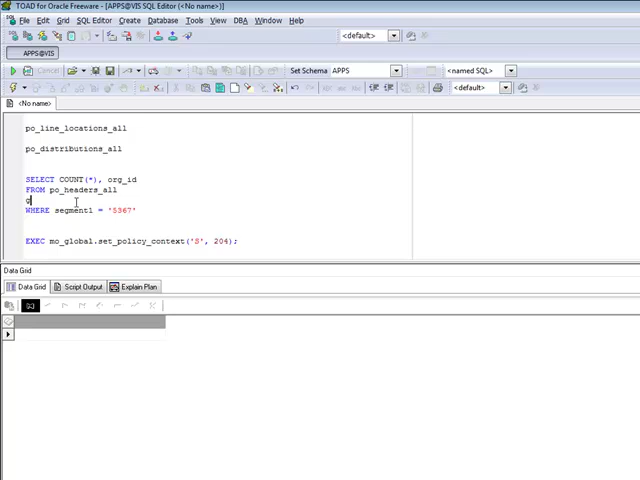 TOAD for Oracle Freeware - [APPS@VIS SQL Editor (<No name>)]
File Edit Grid SQL Editor Create Database Tools View DBA Window Help
<default>
APPS@VIS
Cancel Set Schema APPS <named SQL>
<default>
<No name>
po_line_locations_all
po_distributions_all
SELECT COUNT(*), org_id
FROM po_headers_all
g
WHERE segment1 = '5367'
EXEC mo_global.set_policy_context('S', 204);
Data Grid
Data Grid Script Output Explain Plan